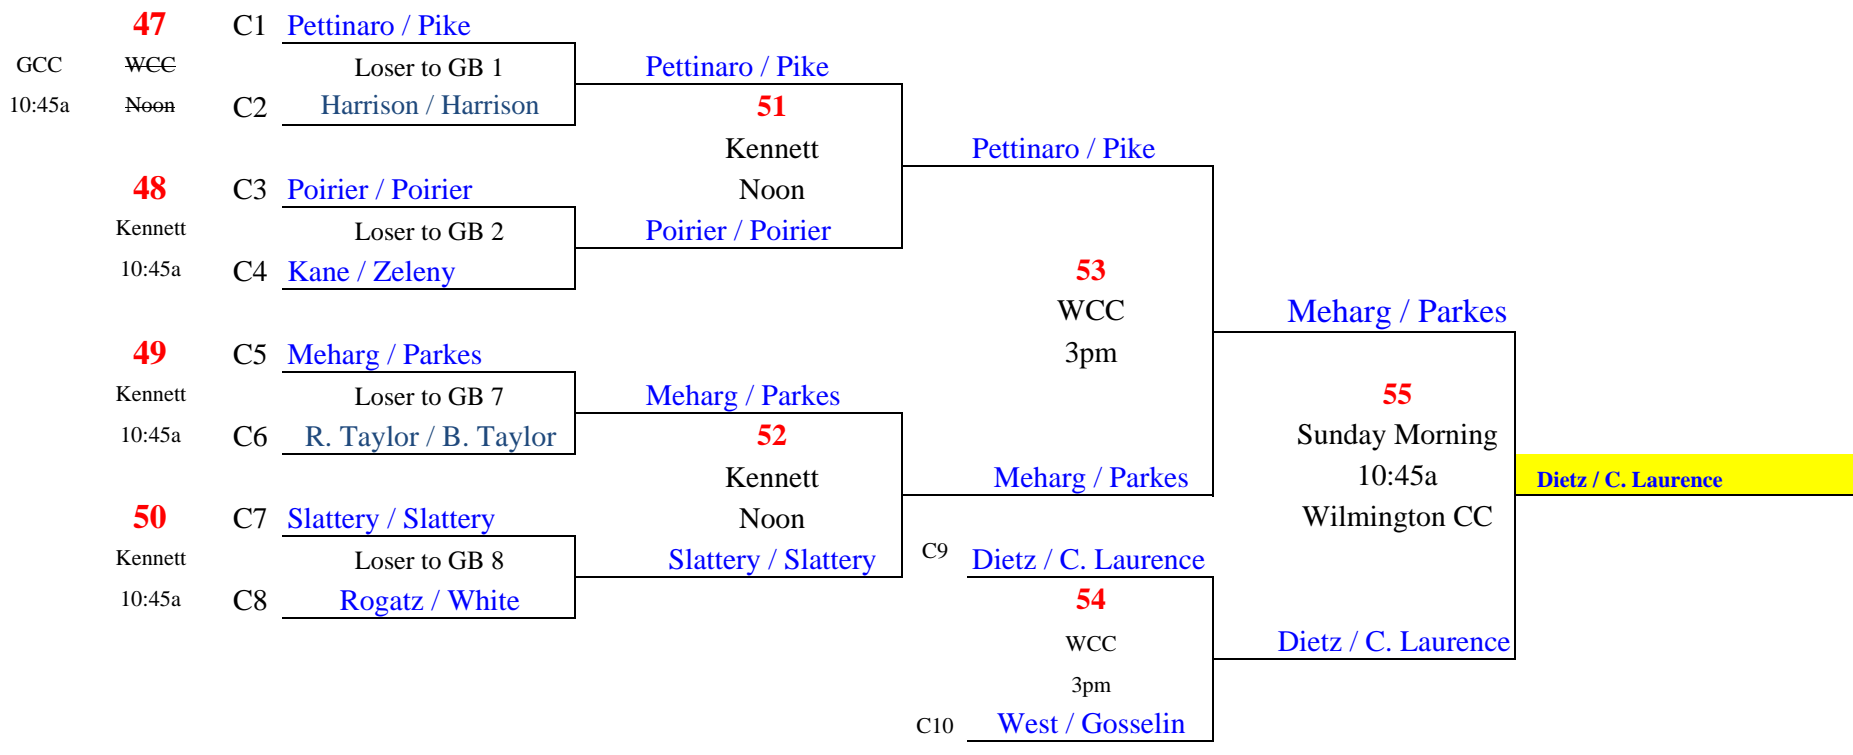 47 C1 Pettinaro / Pike
GCC WCC Loser to GB 1 Pettinaro / Pike
10:45a Noon C2 Harrison / Harrison 51
Kennett Pettinaro / Pike
48 C3 Poirier / Poirier Noon
Kennett Loser to GB 2 Poirier / Poirier
10:45a C4 Kane / Zeleny 53
WCC Meharg / Parkes
49 C5 Meharg / Parkes 3pm
Kennett Loser to GB 7 Meharg / Parkes 55
10:45a C6 R. Taylor / B. Taylor 52 Sunday Morning
Kennett Meharg / Parkes 10:45a Dietz / C. Laurence
50 C7 Slattery / Slattery Noon Wilmington CC
Kennett Loser to GB 8 Slattery / Slattery C9 Dietz / C. Laurence
10:45a C8 Rogatz / White 54
WCC Dietz / C. Laurence
3pm
C10 West / Gosselin